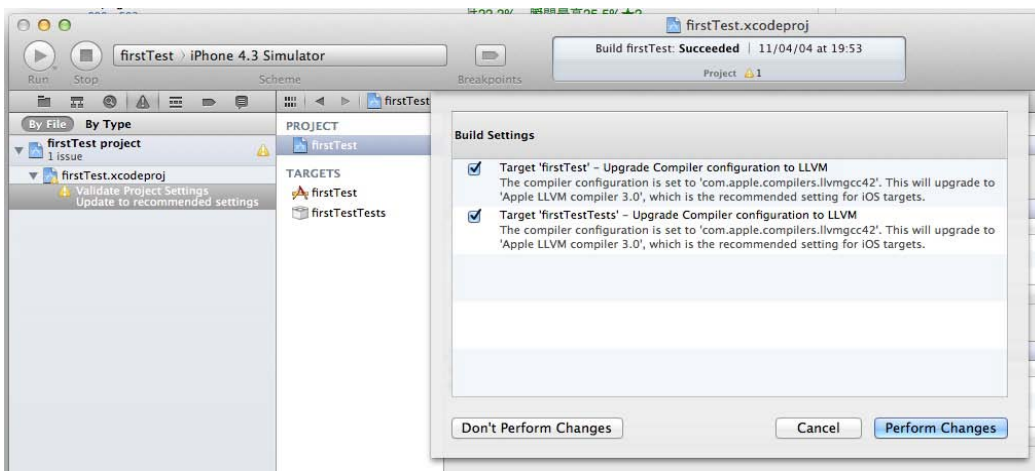 firstTest.xcodeproj
firstTest iPhone 4.3 Simulator
Build firstTest: Succeeded | 11/04/04 at 19:53
Project 1
Run Stop Scheme Breakpoints
firstTest
By File By Type
firstTest project
1 issue
firstTest.xcodeproj
Validate Project Settings
Update to recommended settings
PROJECT
firstTest
TARGETS
firstTest
firstTestTests
Build Settings
Target 'firstTest' – Upgrade Compiler configuration to LLVM
The compiler configuration is set to 'com.apple.compilers.llvmgcc42'. This will upgrade to
'Apple LLVM compiler 3.0', which is the recommended setting for iOS targets.
Target 'firstTestTests' – Upgrade Compiler configuration to LLVM
The compiler configuration is set to 'com.apple.compilers.llvmgcc42'. This will upgrade to
'Apple LLVM compiler 3.0', which is the recommended setting for iOS targets.
Don't Perform Changes
Cancel
Perform Changes